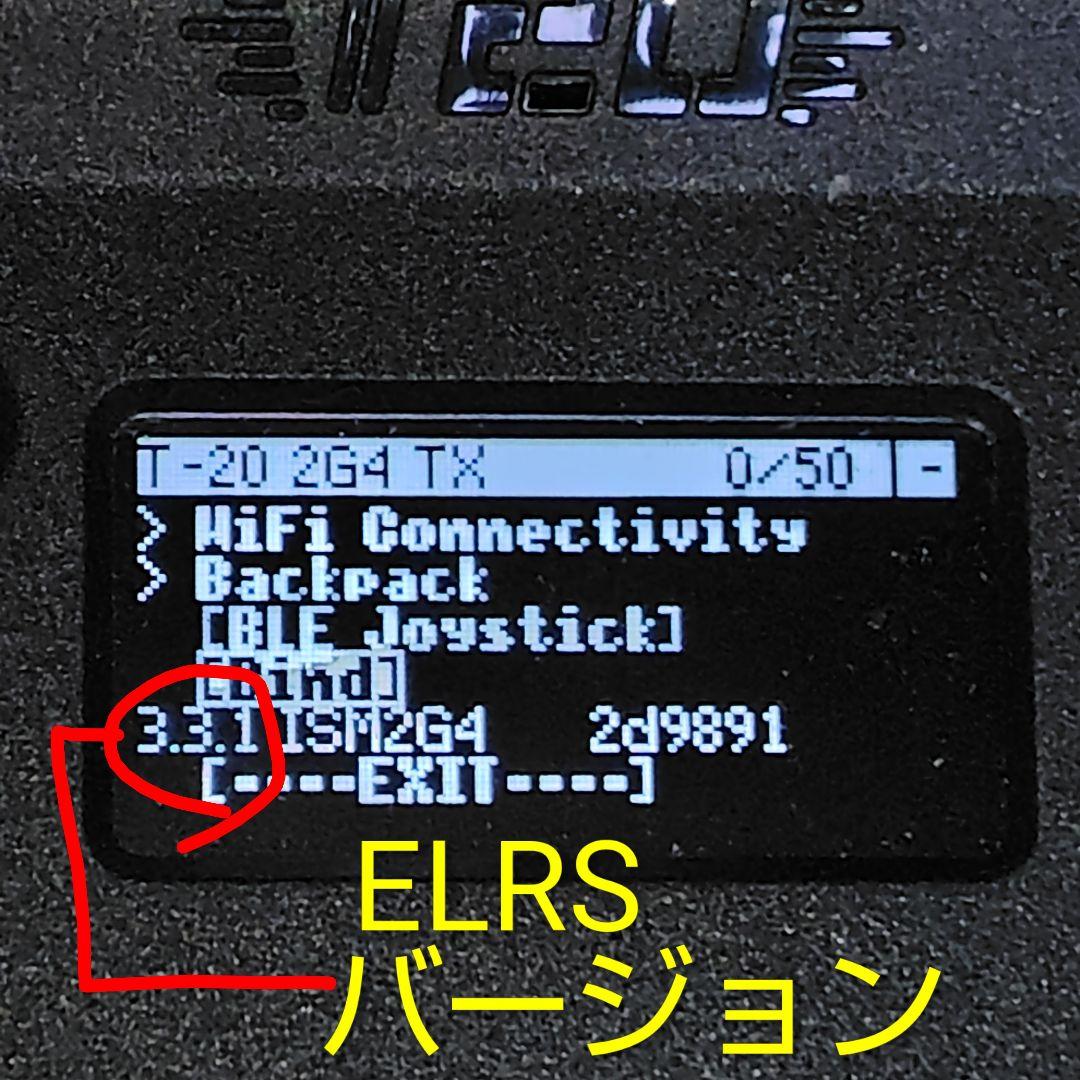 T20
T-20 2G4 TX 0/50 -
> WiFi Connectivity
> Backpack
[BLE Joystick]
[Bind]
3.3.1 ISM2G4 2d9891
[----EXIT----]
ELRS
バージョン